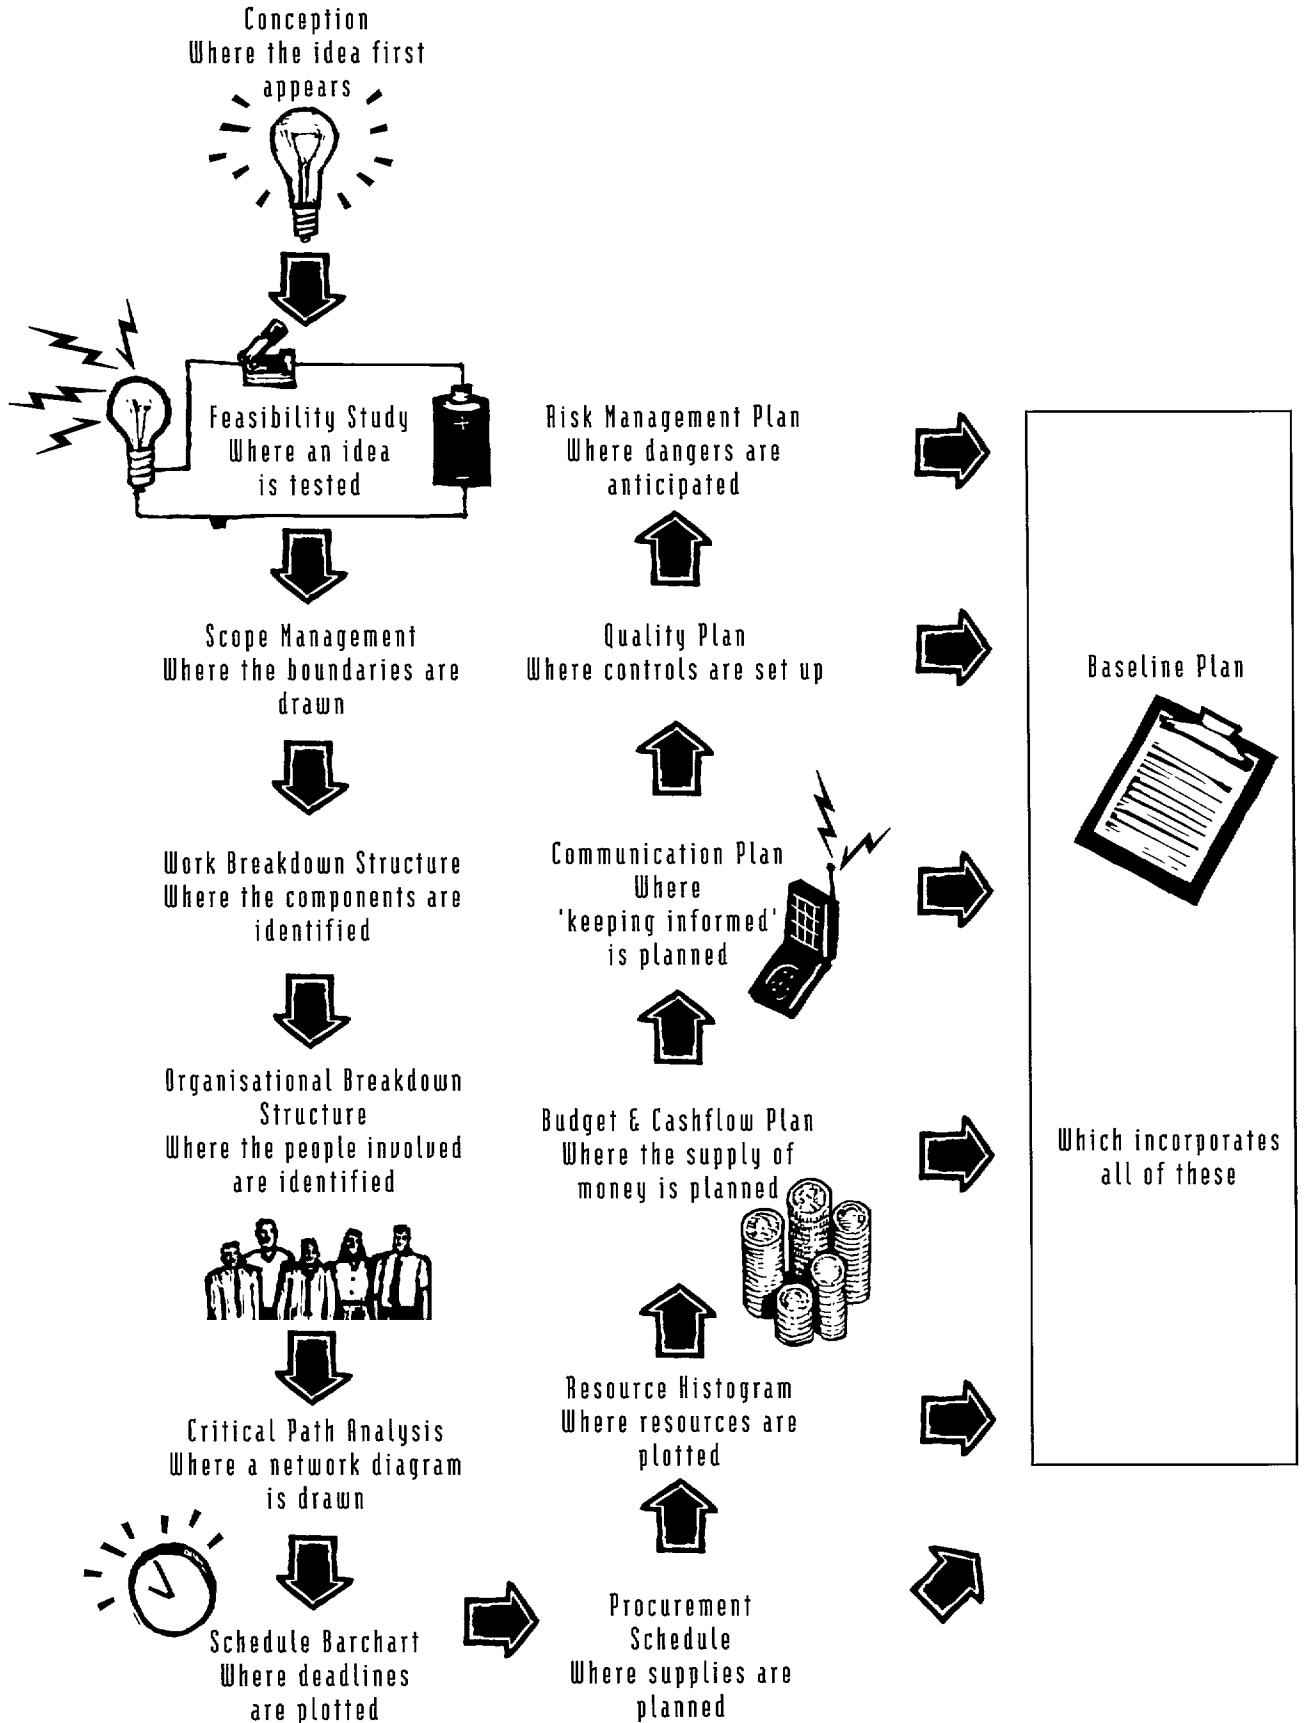 Conception
Where the idea first
appears
Feasibility Study
Where an idea
is tested
Scope Management
Where the boundaries are
drawn
Work Breakdown Structure
Where the components are
identified
Organisational Breakdown
Structure
Where the people involved
are identified
Critical Path Analysis
Where a network diagram
is drawn
Schedule Barchart
Where deadlines
are plotted
Procurement
Schedule
Where supplies are
planned
Resource Histogram
Where resources are
plotted
Budget & Cashflow Plan
Where the supply of
money is planned
Communication Plan
Where
'keeping informed'
is planned
Quality Plan
Where controls are set up
Risk Management Plan
Where dangers are
anticipated
Baseline Plan
Which incorporates
all of these